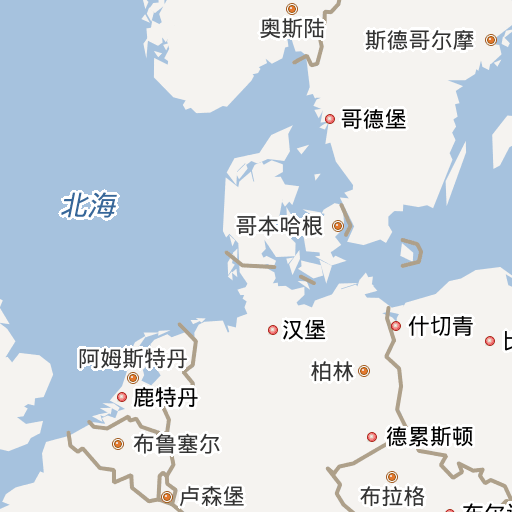 奥斯陆
斯德哥尔摩
哥德堡
北海
哥本哈根
汉堡
什切青
阿姆斯特丹
柏林
鹿特丹
德累斯顿
布鲁塞尔
卢森堡
布拉格